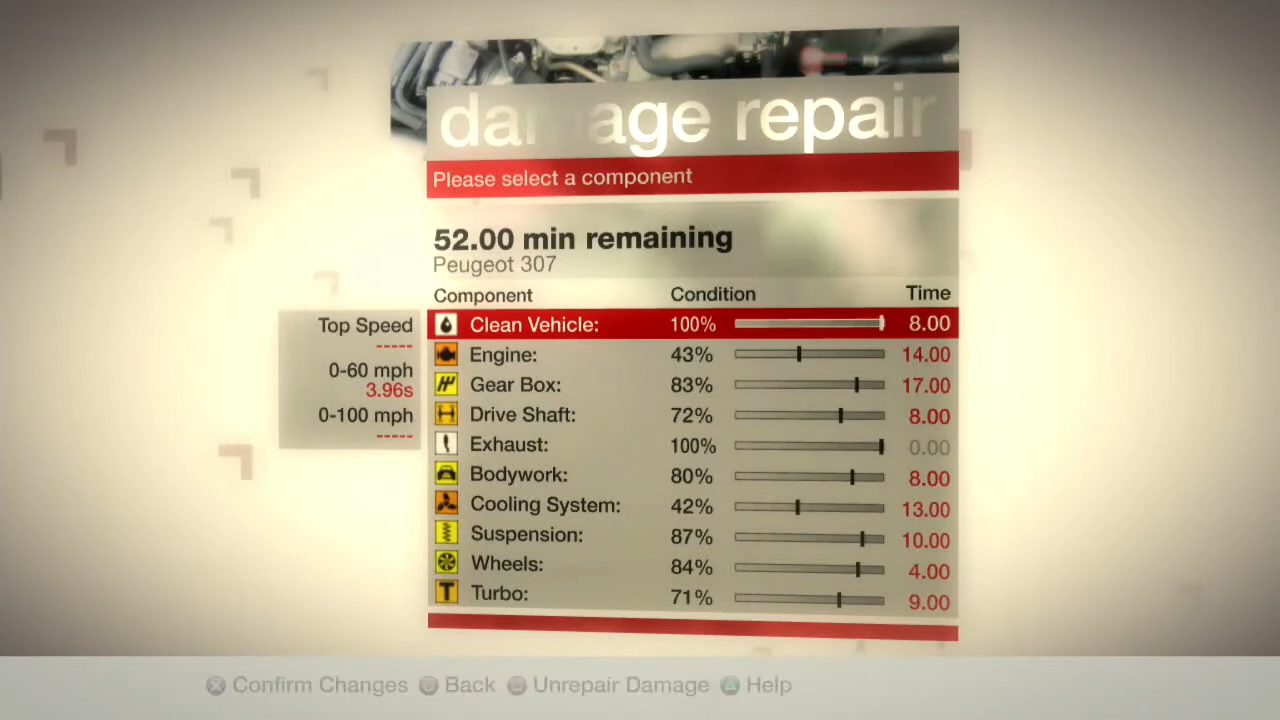 damage repair
Please select a component
52.00 min remaining
Peugeot 307
Component Condition Time
Clean Vehicle: 100% 8.00
Engine: 43% 14.00
Gear Box: 83% 17.00
Drive Shaft: 72% 8.00
Exhaust: 100% 0.00
Bodywork: 80% 8.00
Cooling System: 42% 13.00
Suspension: 87% 10.00
Wheels: 84% 4.00
T Turbo: 71% 9.00
Top Speed
-----
0-60 mph
3.96s
0-100 mph
-----
Confirm Changes Back Unrepair Damage Help